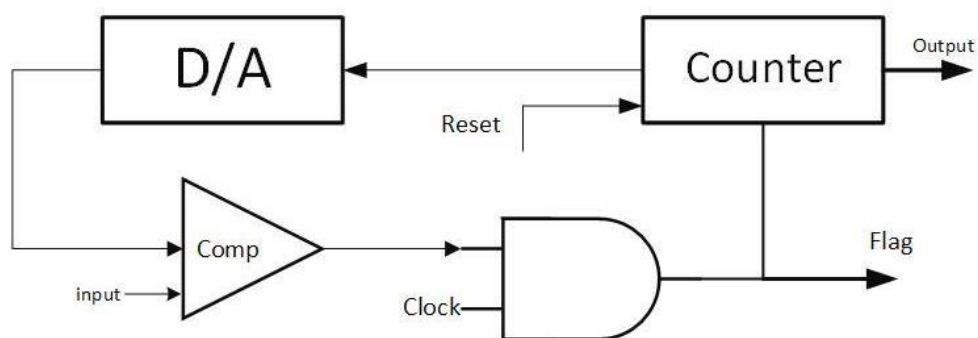 D/A
Counter
Output
Reset
Comp
input
Clock
Flag